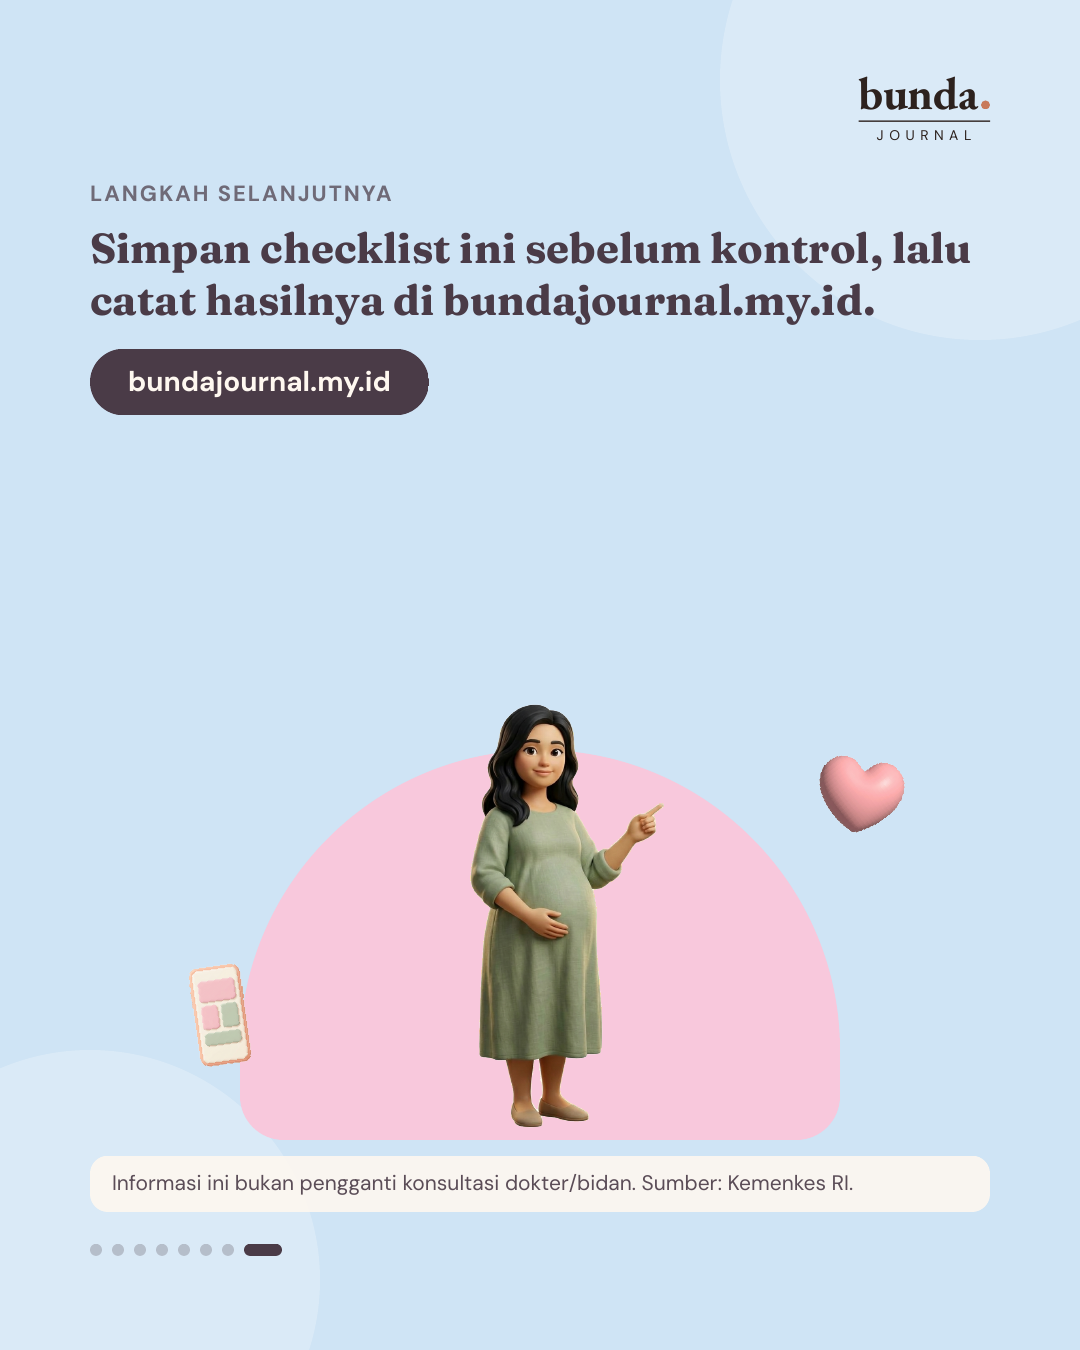 bunda.
JOURNAL
LANGKAH SELANJUTNYA
Simpan checklist ini sebelum kontrol, lalu
catat hasilnya di bundajournal.my.id.
bundajournal.my.id
Informasi ini bukan pengganti konsultasi dokter/bidan. Sumber: Kemenkes RI.